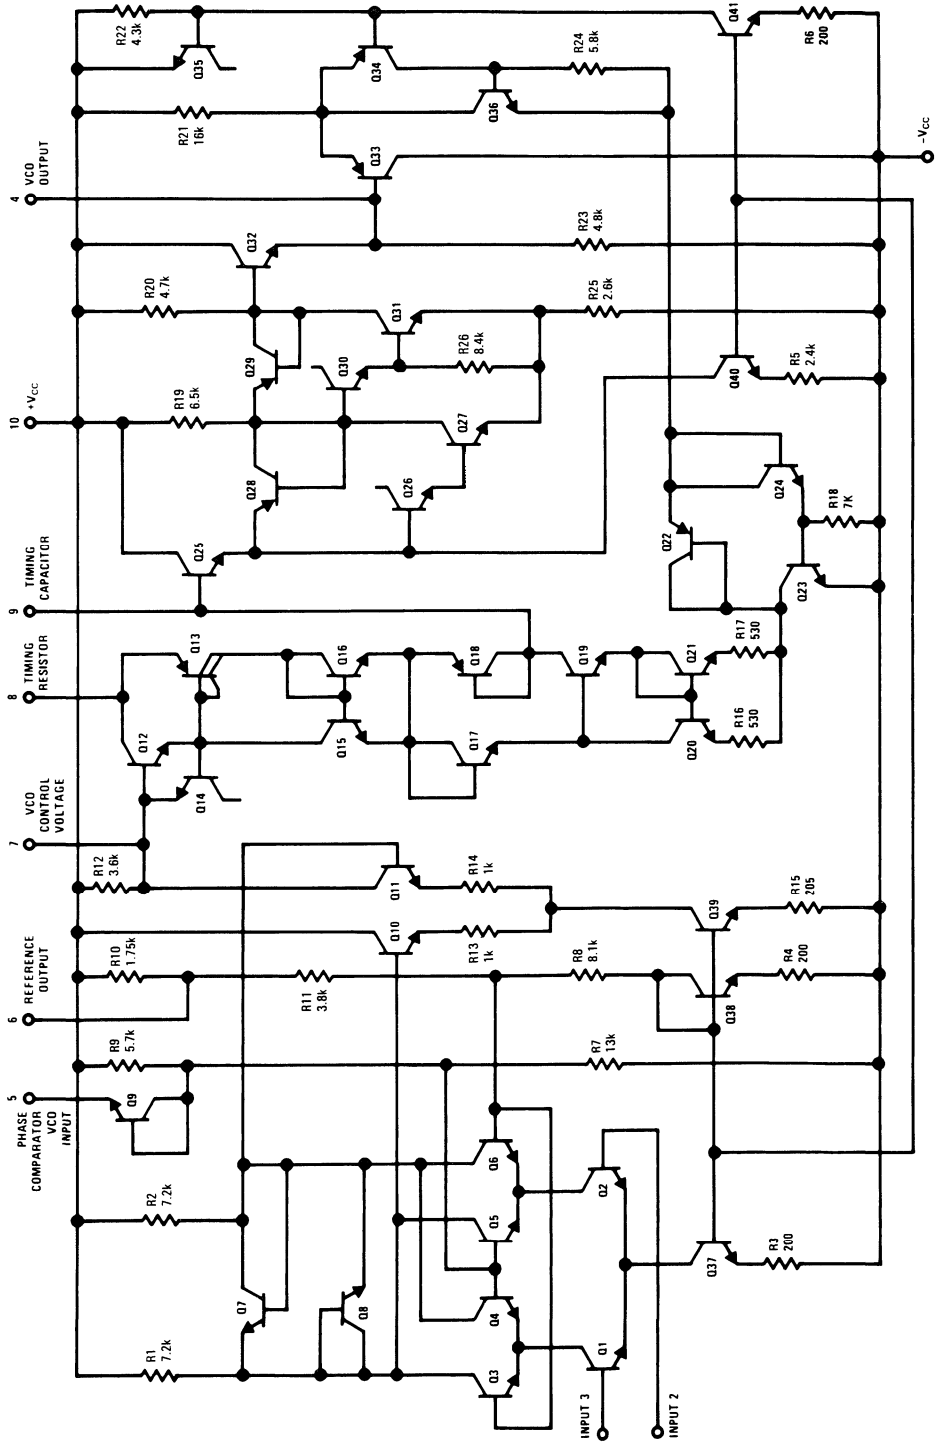 5
PHASE
COMPARATOR
VCO
INPUT
6
REFERENCE
OUTPUT
7
VCO
CONTROL
VOLTAGE
8
TIMING
RESISTOR
9
TIMING
CAPACITOR
10
+VCC
4
VCO
OUTPUT
R1
7.2k
R2
7.2k
Q9
R9
5.7k
R10
1.75k
R12
3.6k
Q12
Q13
Q14
Q25
R19
6.5k
R20
4.7k
Q32
R21
16k
Q35
R22
4.3k
Q7
Q8
R11
3.8k
Q10
Q11
Q15
Q16
Q28
Q29
Q30
Q26
Q31
Q33
Q34
Q3
Q4
Q5
Q6
R13
1k
R14
1k
Q17
Q18
Q27
R26
8.4k
Q36
INPUT 3
Q1
Q2
R7
13k
R8
8.1k
Q19
R25
2.6k
R23
4.8k
R24
5.8k
INPUT 2
Q20
Q21
Q22
Q24
Q37
Q38
Q39
R16
530
R17
530
Q23
Q40
Q41
R3
200
R4
200
R15
205
R18
7K
R5
2.4k
R6
200
-VCC